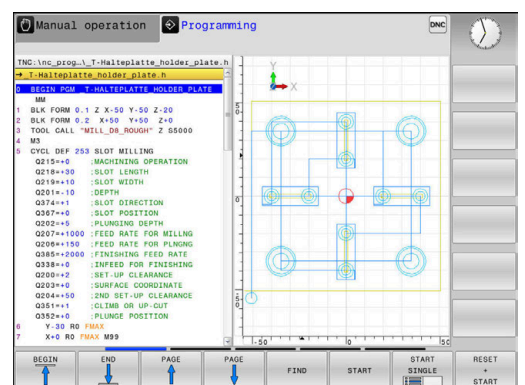 Manual operation
Programming
DNC
TNC:\nc_prog…\_T-Halteplatte_holder_plate.h
→_T-Halteplatte_holder_plate.h
0 BEGIN PGM _T-HALTEPLATTE_HOLDER_PLATE
MM
1 BLK FORM 0.1 Z X-50 Y-50 Z-20
2 BLK FORM 0.2 X+50 Y+50 Z+0
3 TOOL CALL "MILL_D8_ROUGH" Z S5000
4 M3
5 CYCL DEF 253 SLOT MILLING
Q215=+0 ;MACHINING OPERATION
Q218=+30 ;SLOT LENGTH
Q219=+10 ;SLOT WIDTH
Q201=-10 ;DEPTH
Q374=+1 ;SLOT DIRECTION
Q367=+0 ;SLOT POSITION
Q202=+5 ;PLUNGING DEPTH
Q207=+1000 ;FEED RATE FOR MILLNG
Q206=+150 ;FEED RATE FOR PLNGNG
Q385=+2000 ;FINISHING FEED RATE
Q338=+0 ;INFEED FOR FINISHING
Q200=+2 ;SET-UP CLEARANCE
Q203=+0 ;SURFACE COORDINATE
Q204=+50 ;2ND SET-UP CLEARANCE
Q351=+1 ;CLIMB OR UP-CUT
Q352=+0 ;PLUNGE POSITION
6 Y-30 R0 FMAX
7 X+0 R0 FMAX M99
Y
X
50
0
-50
-50
0
50
BEGIN
END
PAGE
PAGE
FIND
START
START
SINGLE
RESET
+
START